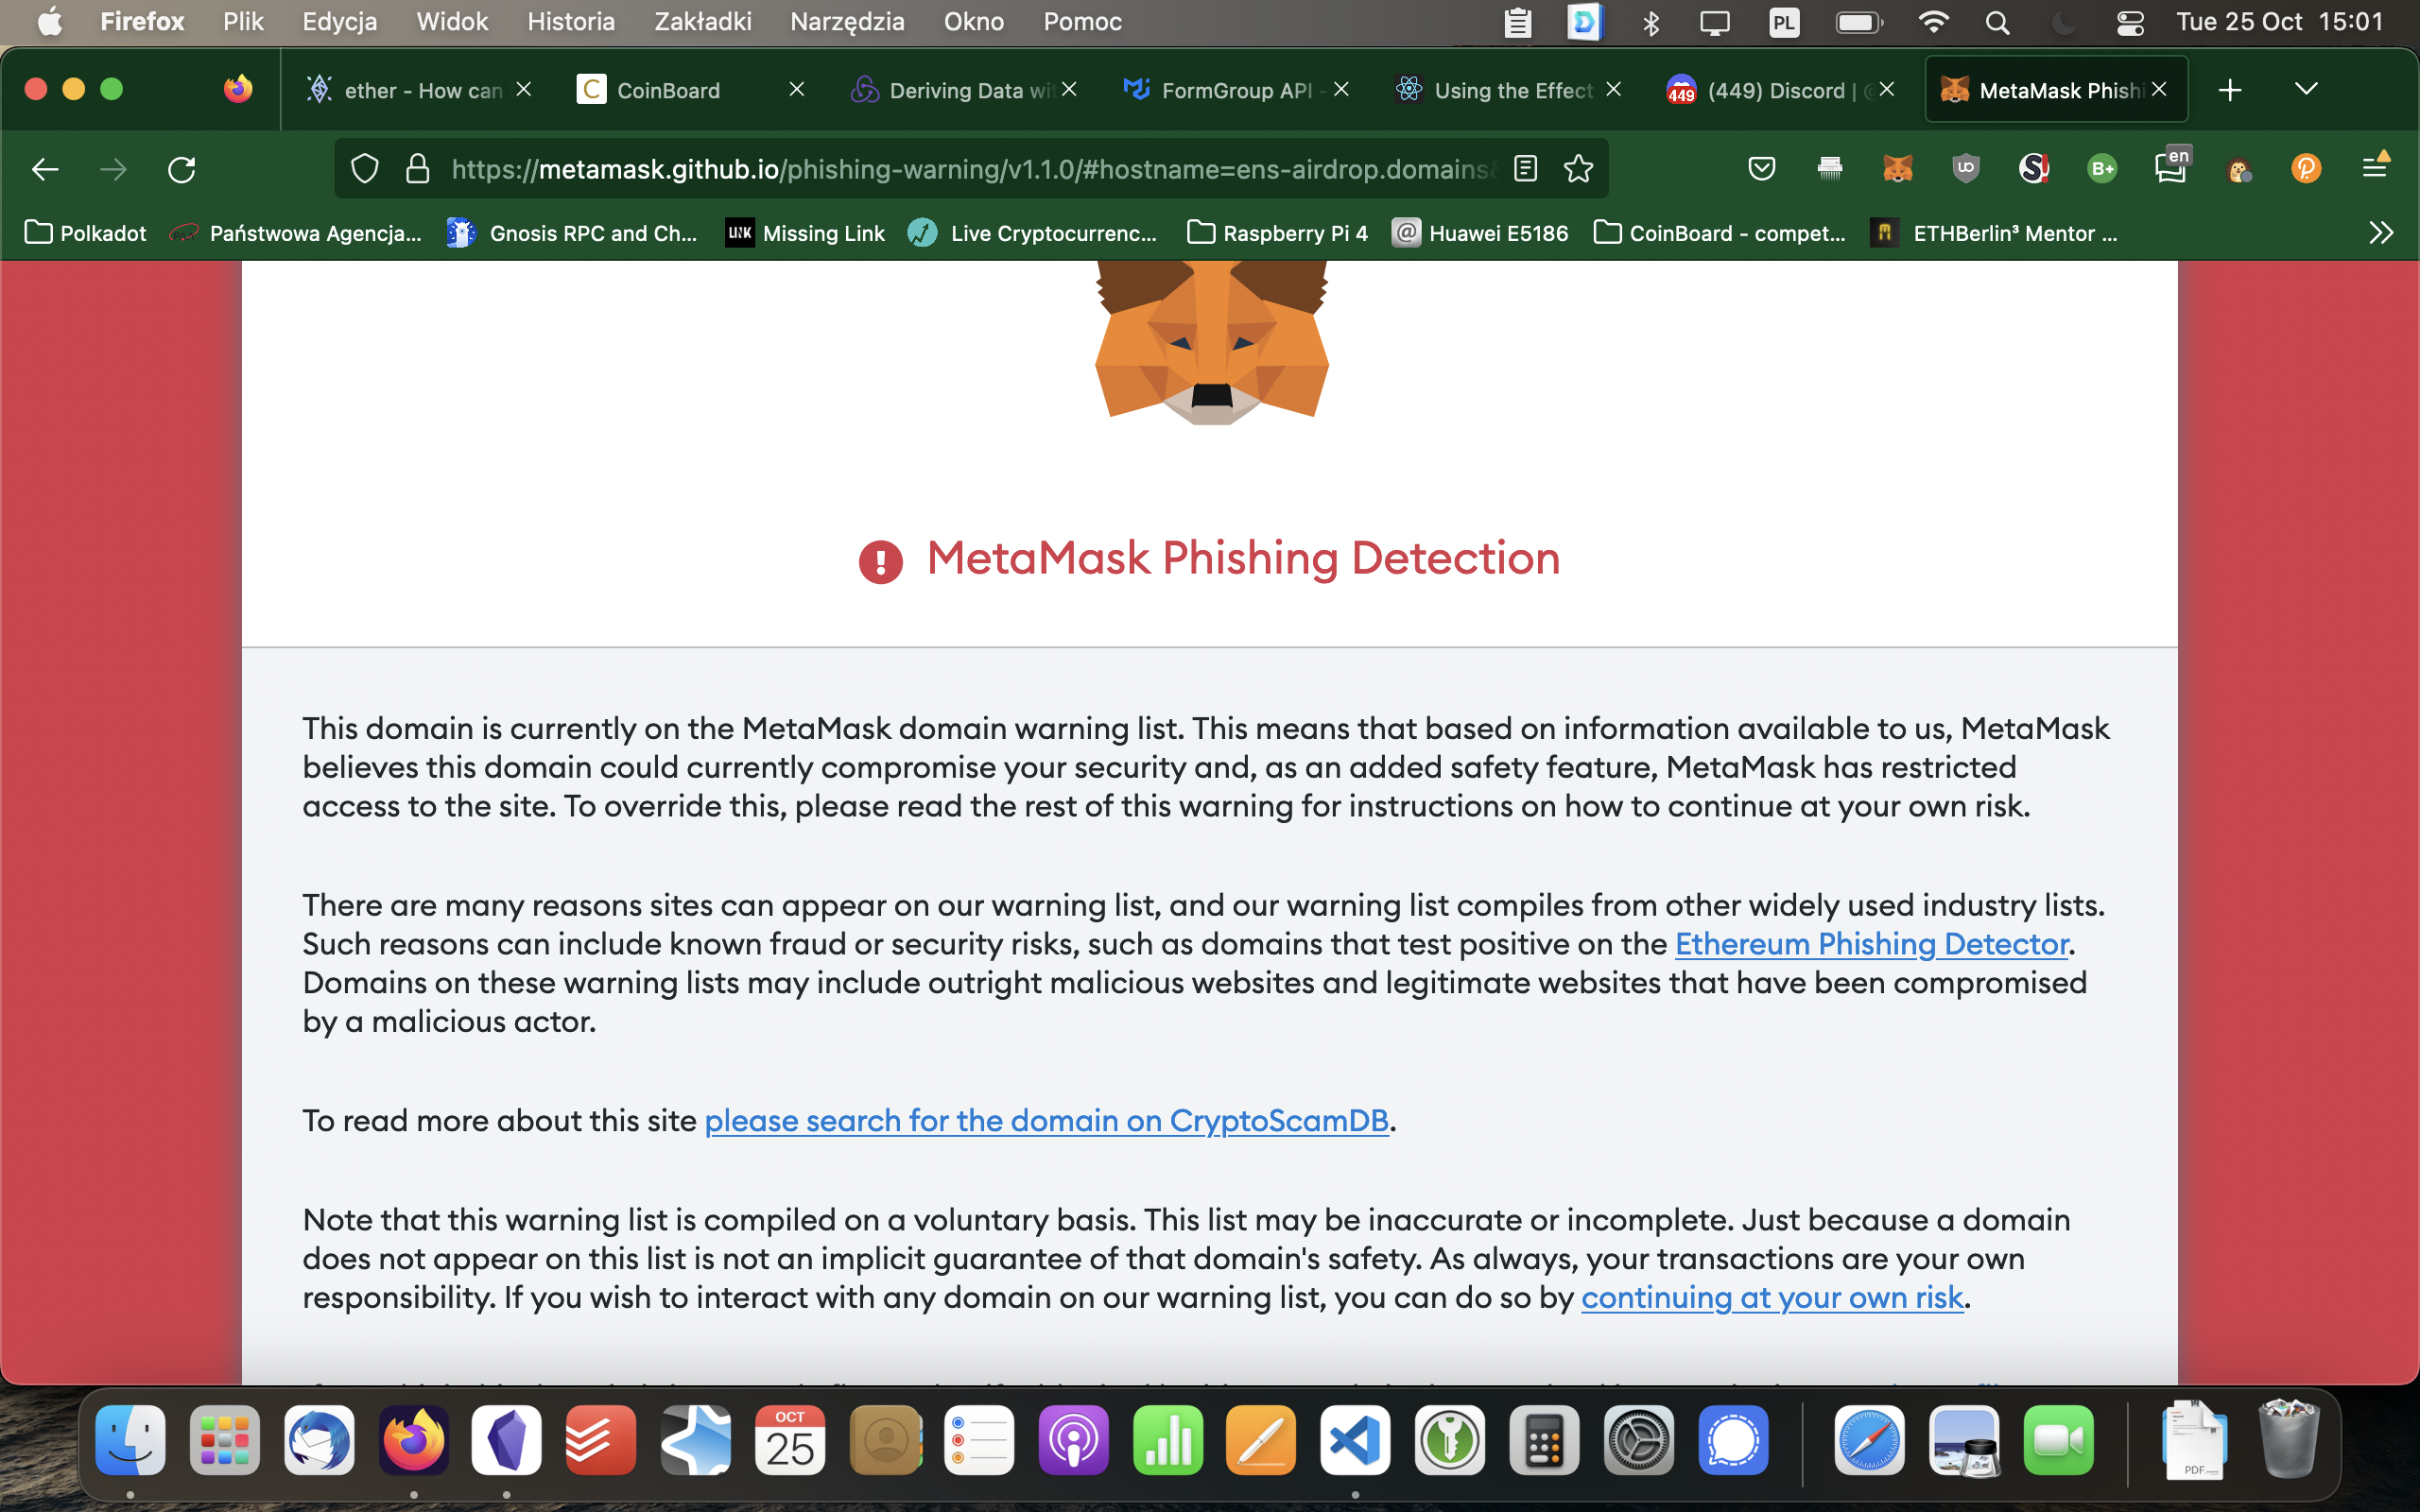 Firefox Plik Edycja Widok Historia Zakładki Narzędzia Okno Pomoc PL Tue 25 Oct 15:01
ether - How can CoinBoard Deriving Data wit FormGroup API - Using the Effect 449 (449) Discord | @ MetaMask Phishi
https://metamask.github.io/phishing-warning/v1.1.0/#hostname=ens-airdrop.domains& B+ en
Polkadot Państwowa Agencja... Gnosis RPC and Ch... Missing Link Live Cryptocurrenc... Raspberry Pi 4 Huawei E5186 CoinBoard - compet... ETHBerlin³ Mentor ...
MetaMask Phishing Detection
This domain is currently on the MetaMask domain warning list. This means that based on information available to us, MetaMask
believes this domain could currently compromise your security and, as an added safety feature, MetaMask has restricted
access to the site. To override this, please read the rest of this warning for instructions on how to continue at your own risk.
There are many reasons sites can appear on our warning list, and our warning list compiles from other widely used industry lists.
Such reasons can include known fraud or security risks, such as domains that test positive on the Ethereum Phishing Detector.
Domains on these warning lists may include outright malicious websites and legitimate websites that have been compromised
by a malicious actor.
To read more about this site please search for the domain on CryptoScamDB.
Note that this warning list is compiled on a voluntary basis. This list may be inaccurate or incomplete. Just because a domain
does not appear on this list is not an implicit guarantee of that domain's safety. As always, your transactions are your own
responsibility. If you wish to interact with any domain on our warning list, you can do so by continuing at your own risk.
OCT
25
PDF